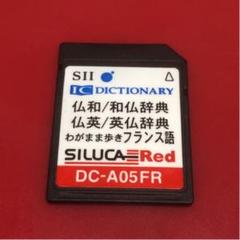 SII
IC DICTIONARY
仏和/和仏辞典
仏英/英仏辞典
わがまま歩きフランス語
SILUCA Red
DC-A05FR